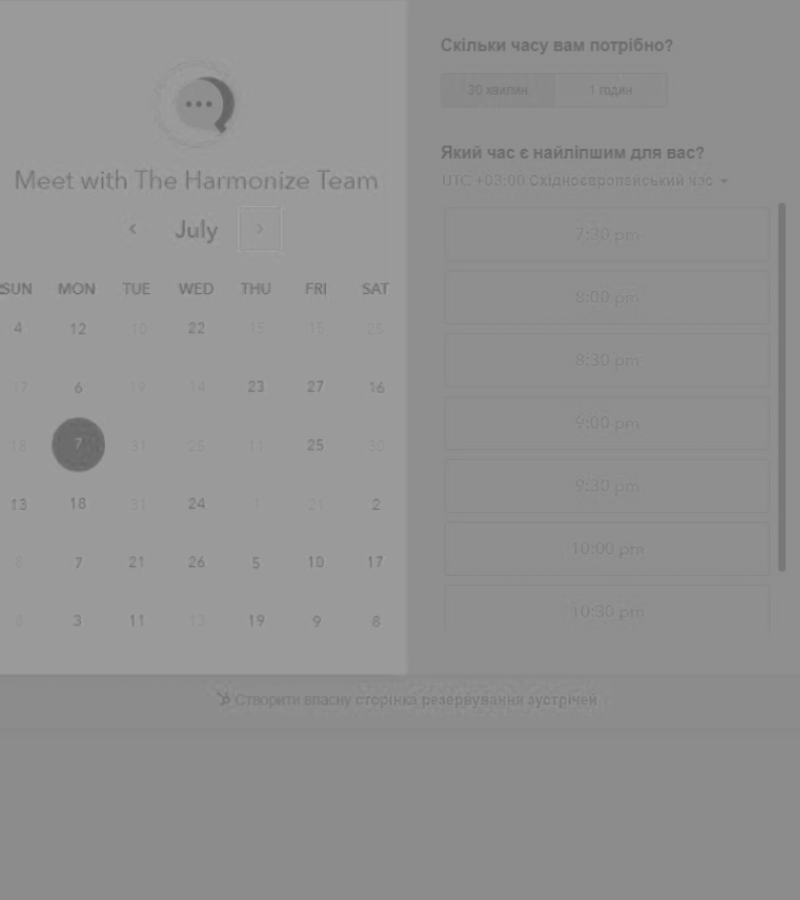 Meet with The Harmonize Team
July
SUN MON TUE WED THU FRI SAT
4 12 10 22 15 15 25
17 6 19 14 23 27 16
18 7 31 25 11 25 30
13 18 31 24 1 21 2
8 7 21 26 5 10 17
3 11 13 19 9 8
Скільки часу вам потрібно?
30 хвилин 1 годин
Який час є найліпшим для вас?
UTC +03:00 Східноєвропейський час
7:30 pm
8:00 pm
8:30 pm
9:00 pm
9:30 pm
10:00 pm
10:30 pm
Створити власну сторінка резервування зустрічей